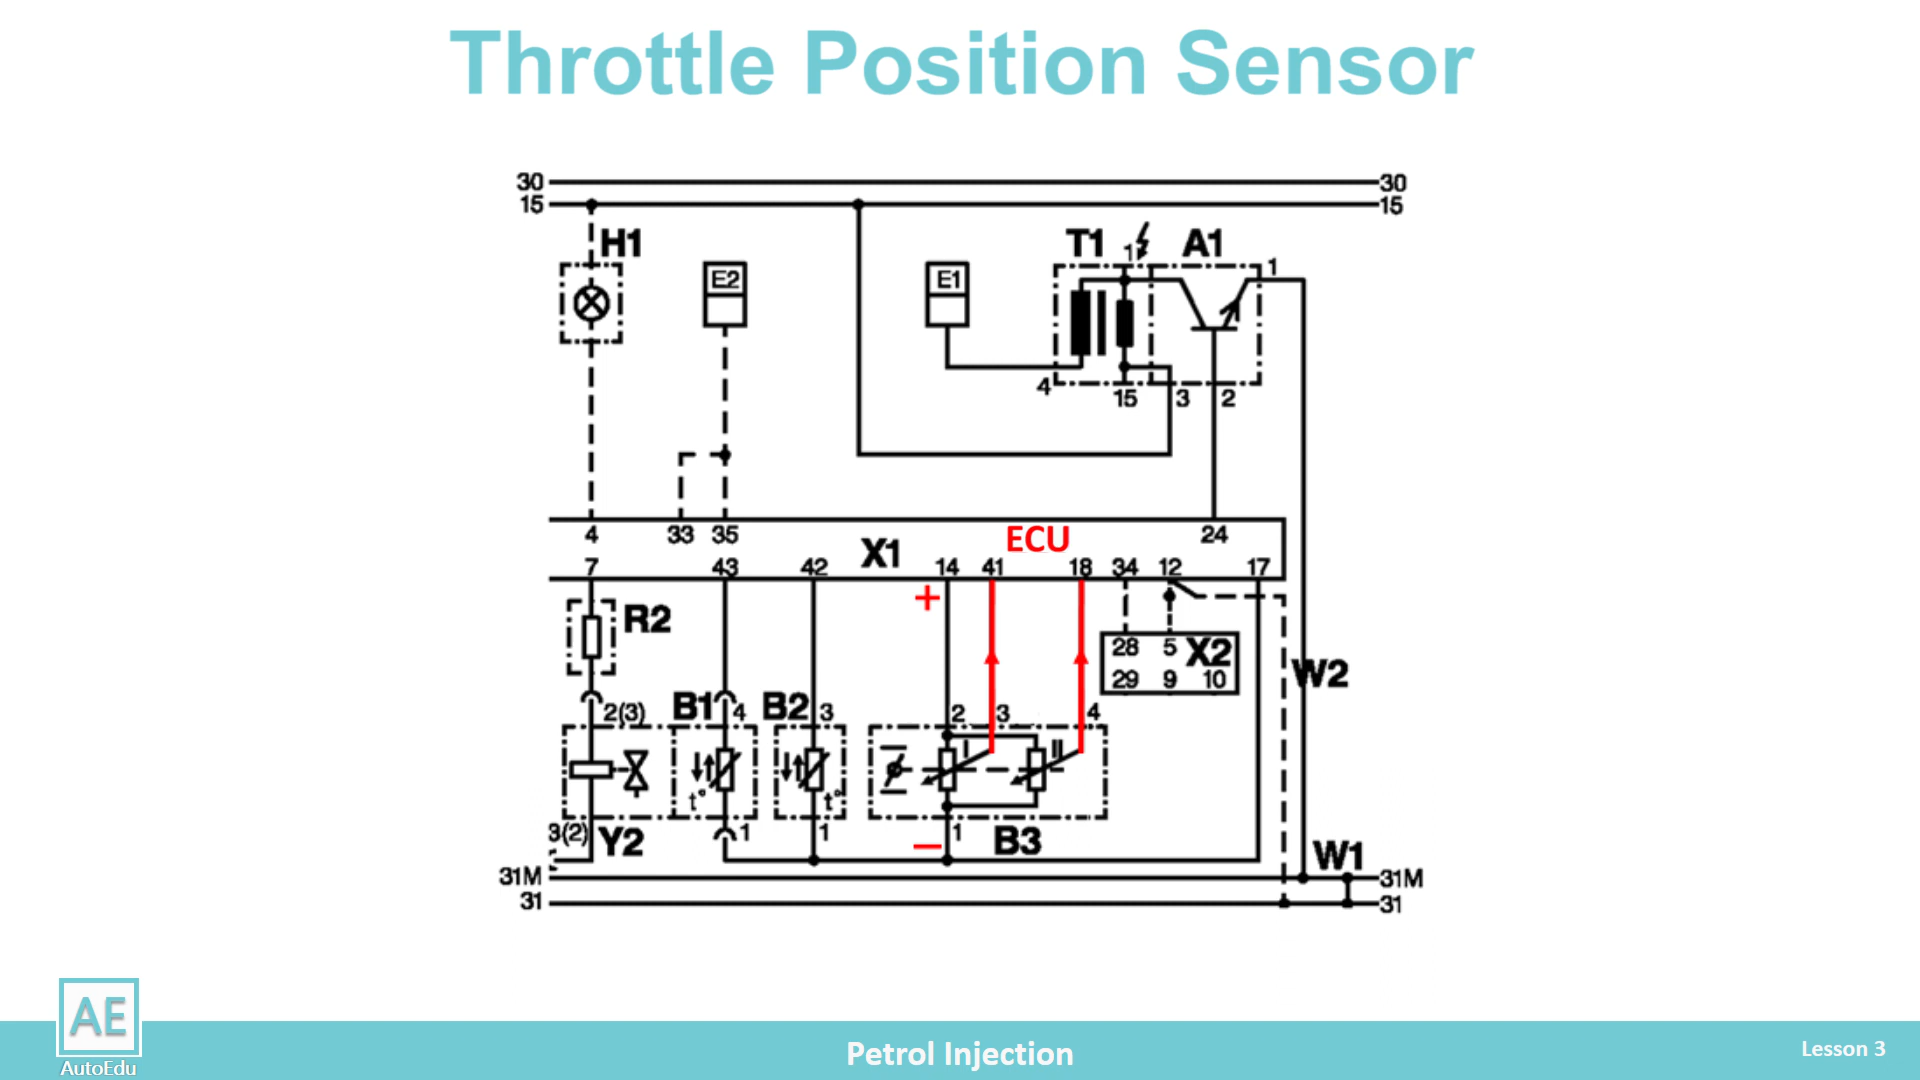 Throttle Position Sensor
30 30
15 15
H1 T1 1 A1 1
E2 E1
4 15 3 2
4 33 35 ECU 24
X1
7 43 42 14 41 18 34 12 17
+
R2 28 5 X2
29 9 10 W2
2(3) B1 4 B2 3 2 3 4
I II
t° t°
3(2) Y2 1 1 1 B3
–
W1
31M 31M
31 31
AE
AutoEdu
Petrol Injection
Lesson 3